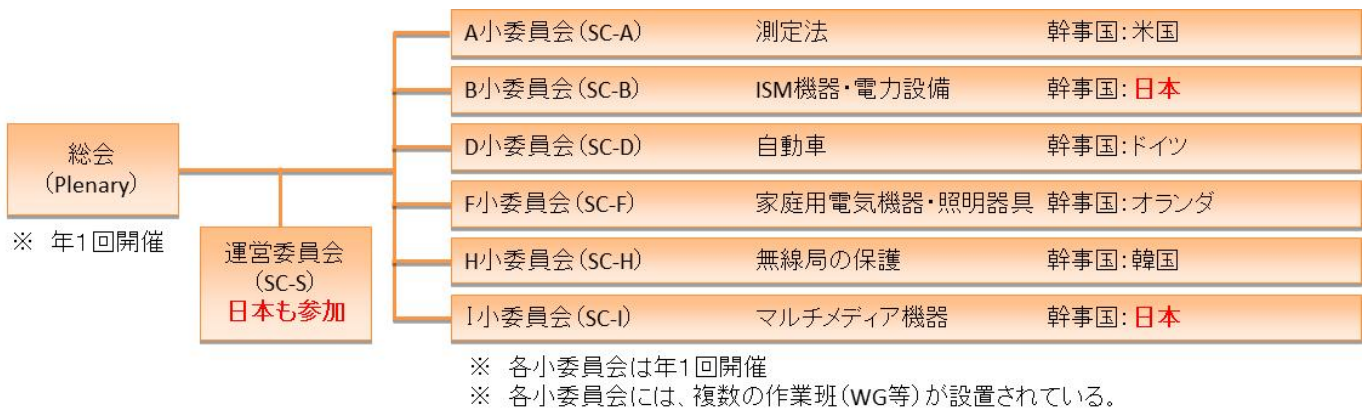 総会
(Plenary)
※ 年1回開催
運営委員会
(SC-S)
日本も参加
A小委員会(SC-A) 測定法 幹事国:米国
B小委員会(SC-B) ISM機器・電力設備 幹事国:日本
D小委員会(SC-D) 自動車 幹事国:ドイツ
F小委員会(SC-F) 家庭用電気機器・照明器具 幹事国:オランダ
H小委員会(SC-H) 無線局の保護 幹事国:韓国
I小委員会(SC-I) マルチメディア機器 幹事国:日本
※ 各小委員会は年1回開催
※ 各小委員会には、複数の作業班(WG等)が設置されている。